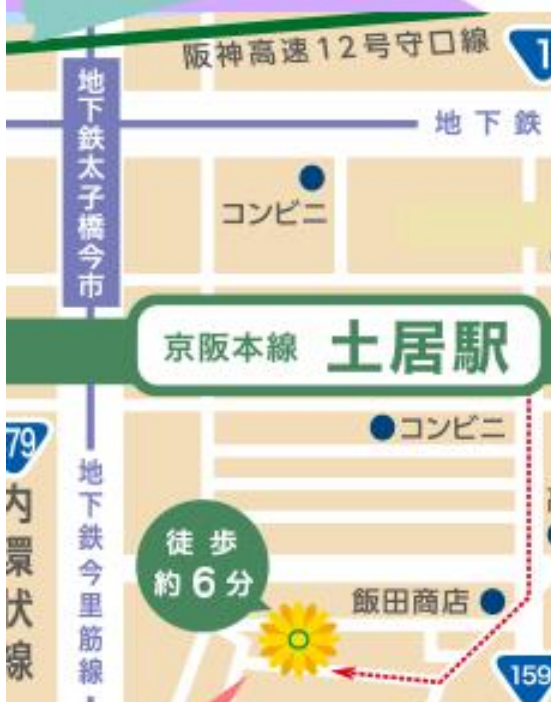 阪神高速12号守口線
1
地下鉄太子橋今市
地下鉄
コンビニ
京阪本線 土居駅
コンビニ
79
内環状線
地下鉄今里筋線・
徒歩
約6分
飯田商店
159